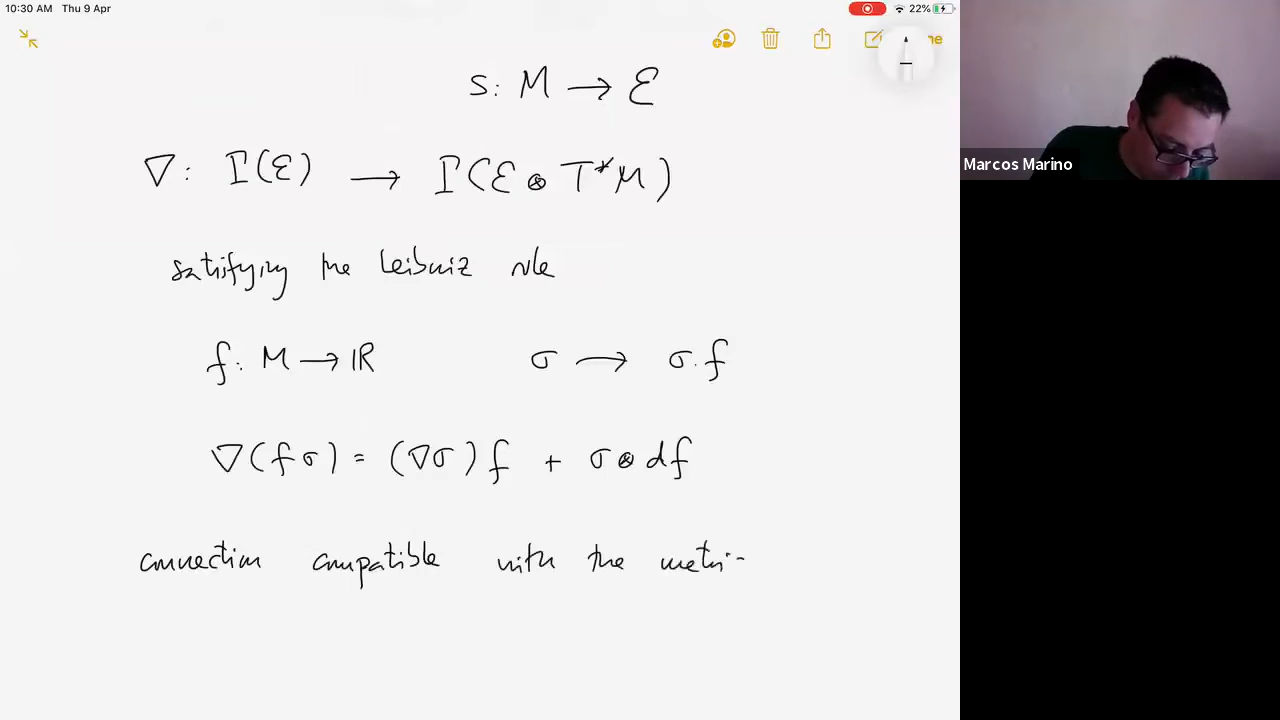 10:30 AM Thu 9 Apr
22%
s: M → ℰ
∇: Γ(ℰ) → Γ(ℰ ⊗ T*M)
Marcos Marino
satisfying the Leibniz rule
f: M → ℝ σ → σ.f
∇(fσ) = (∇σ)f + σ⊗df
connection compatible with the metri